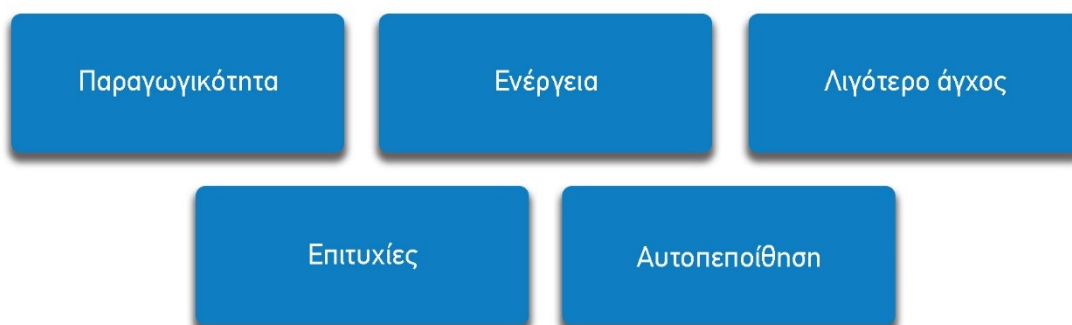 Παραγωγικότητα
Ενέργεια
Λιγότερο άγχος
Επιτυχίες
Αυτοπεποίθηση